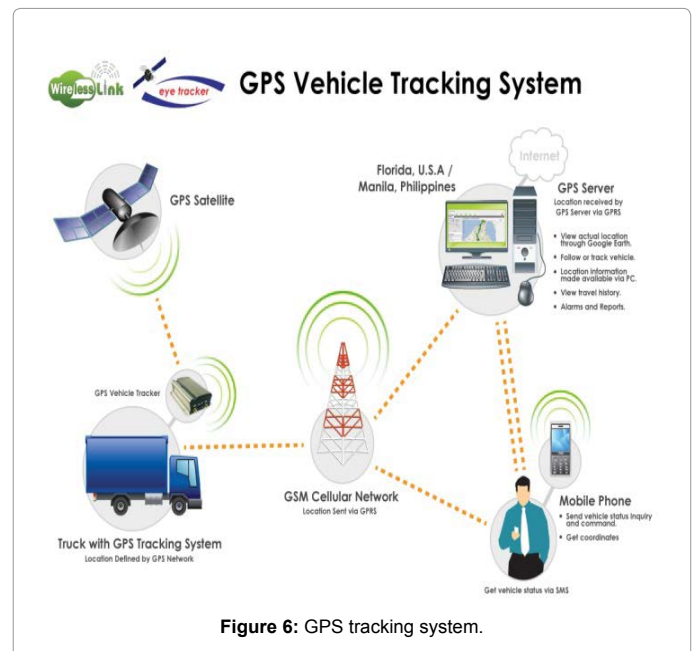 WirelessLink
eye tracker
GPS Vehicle Tracking System
Internet
Florida, U.S.A /
Manila, Philippines
GPS Server
Location received by
GPS Server via GPRS
• View actual location
through Google Earth.
• Follow or track vehicle.
• Location information
made available via PC.
• View travel history.
• Alarms and Reports.
GPS Satellite
GPS Vehicle Tracker
Truck with GPS Tracking System
Location Defined by GPS Network
GSM Cellular Network
Location Sent via GPRS
Mobile Phone
• Send vehicle status Inquiry
and command.
• Get coordinates
Get vehicle status via SMS
Figure 6: GPS tracking system.